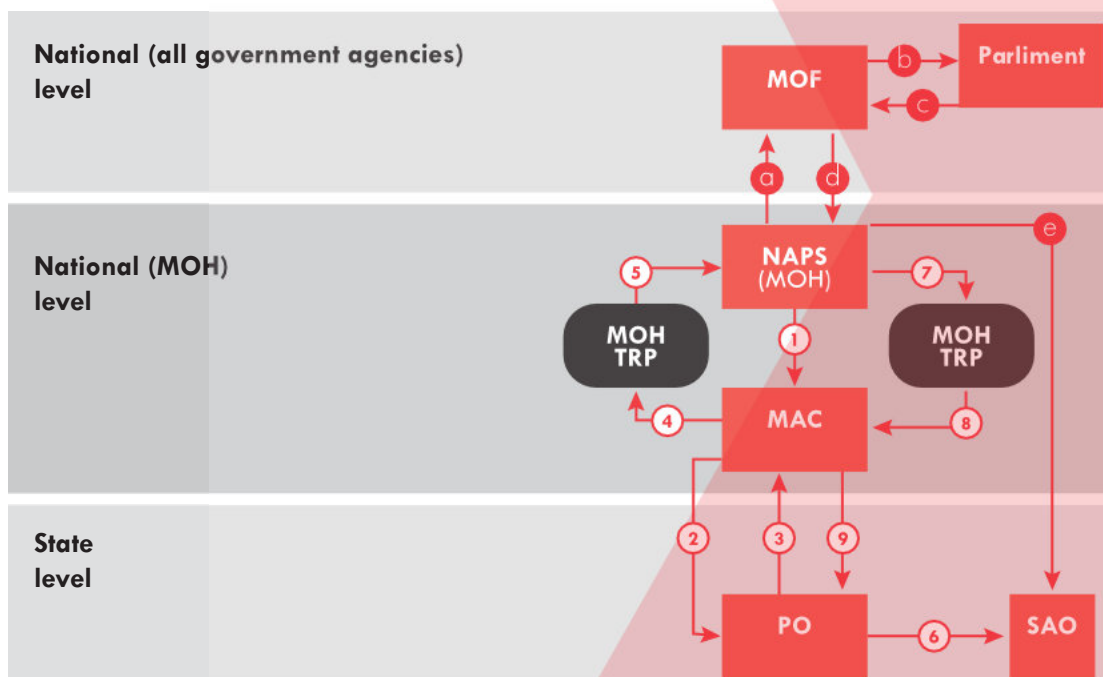 National (all government agencies)
level
MOF
b
Parliment
c
a
d
National (MOH)
level
NAPS
(MOH)
e
5
7
MOH
TRP
1
MOH
TRP
4
MAC
8
State
level
2
3
9
PO
6
SAO